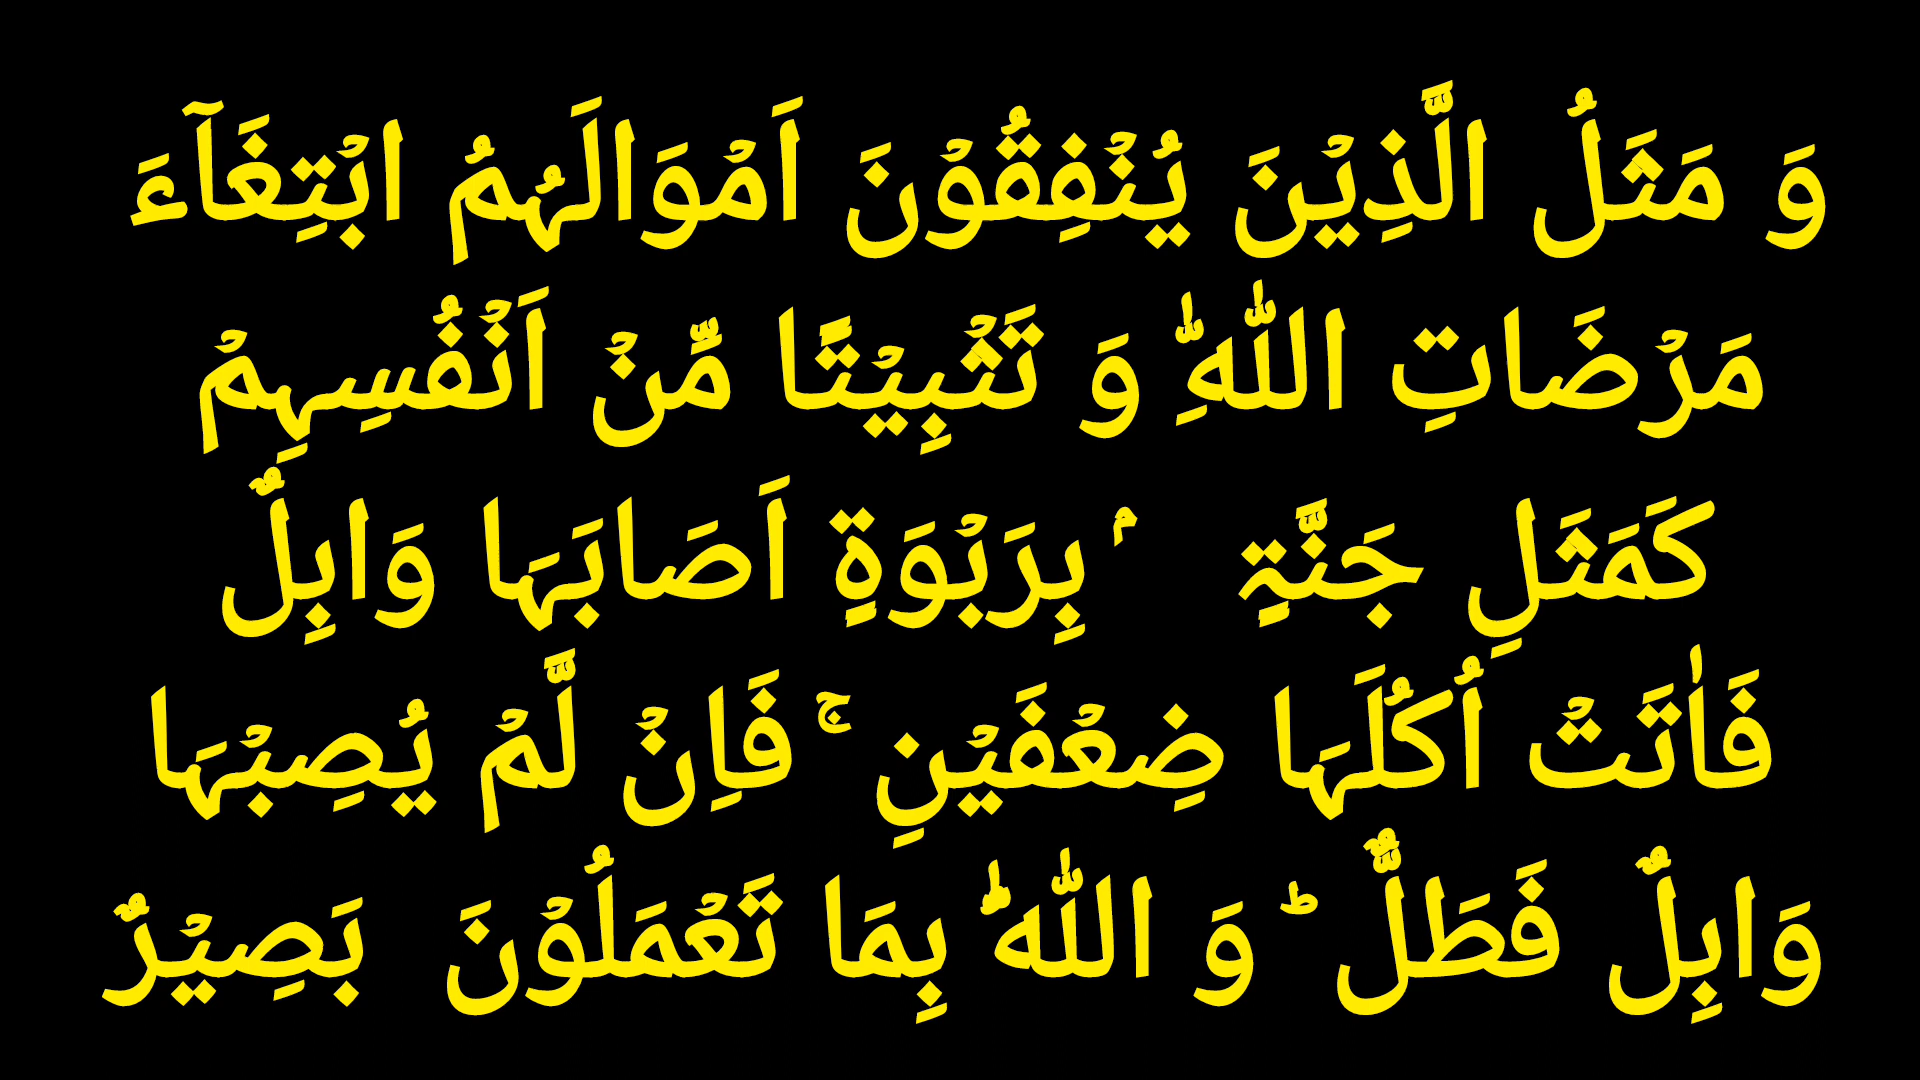 وَ مَثَلُ الَّذِیْنَ یُنْفِقُوْنَ اَمْوَالَهُمُ ابْتِغَآءَ
مَرْضَاتِ اللّٰهِ وَ تَثْبِیْتًا مِّنْ اَنْفُسِهِمْ
كَمَثَلِ جَنَّةٍۭ بِرَبْوَةٍ اَصَابَهَا وَابِلٌ
فَاٰتَتْ اُكُلَهَا ضِعْفَیْنِ ۚ فَاِنْ لَّمْ یُصِبْهَا
وَابِلٌ فَطَلٌّ ؕ وَ اللّٰهُ بِمَا تَعْمَلُوْنَ بَصِیْرٌ